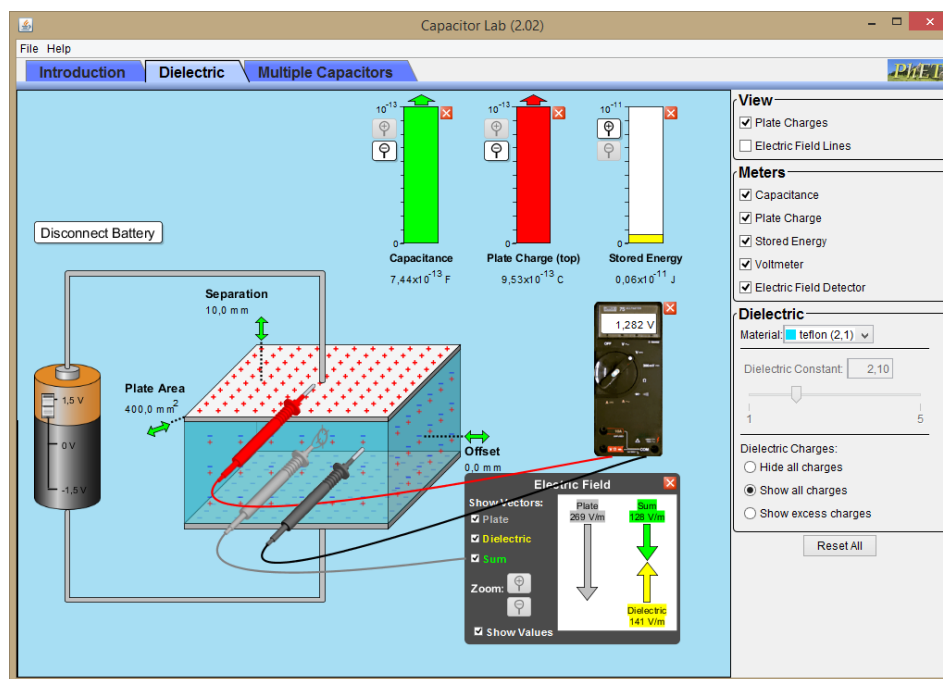 Capacitor Lab (2.02)
File Help
Introduction Dielectric Multiple Capacitors
PhET
10⁻¹³ 10⁻¹³ 10⁻¹¹
0 0 0
Capacitance Plate Charge (top) Stored Energy
7,44x10⁻¹³ F 9,53x10⁻¹³ C 0,06x10⁻¹¹ J
Disconnect Battery
Separation
10,0 mm
Plate Area
400,0 mm²
1,5 V
0 V
-1,5 V
1,282 V
Offset
0,0 mm
Electric Field
Show Vectors:
Plate
Dielectric
Sum
Zoom:
Show Values
Plate
269 V/m
Sum
128 V/m
Dielectric
141 V/m
View
Plate Charges
Electric Field Lines
Meters
Capacitance
Plate Charge
Stored Energy
Voltmeter
Electric Field Detector
Dielectric
Material: teflon (2,1)
Dielectric Constant: 2,10
1 5
Dielectric Charges:
Hide all charges
Show all charges
Show excess charges
Reset All